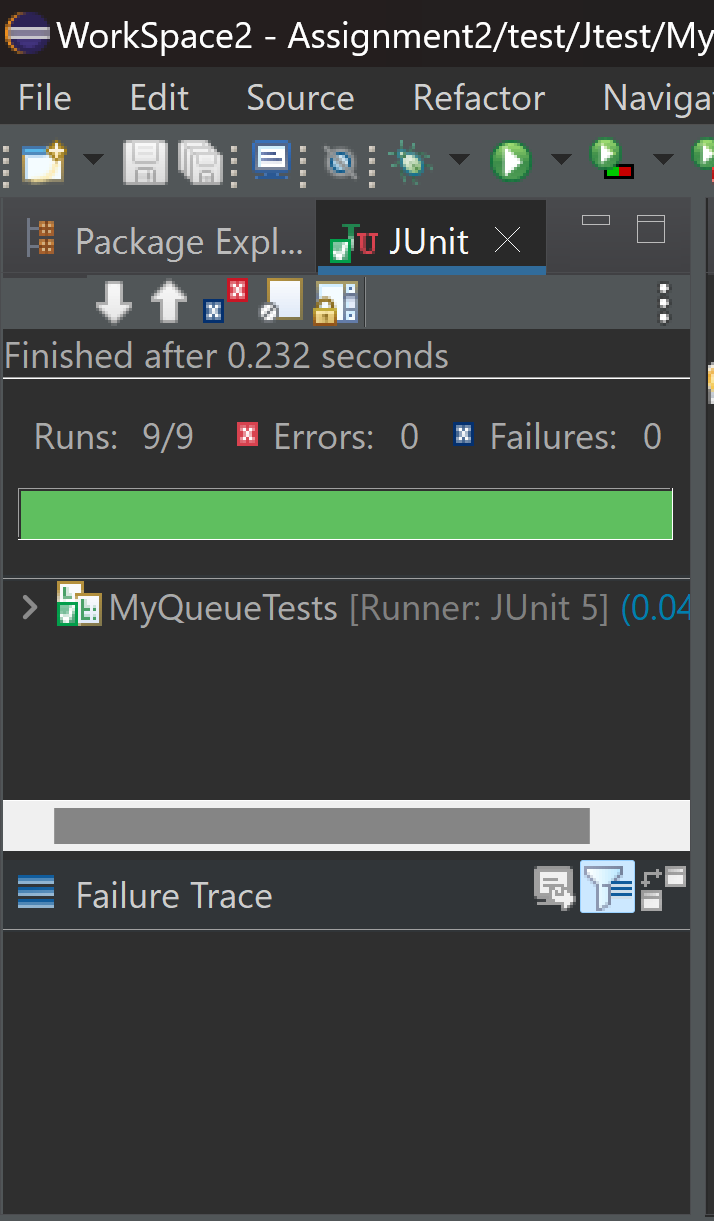 WorkSpace2 - Assignment2/test/Jtest/My
File Edit Source Refactor Navigat
Package Expl... JUnit
Finished after 0.232 seconds
Runs: 9/9 Errors: 0 Failures: 0
MyQueueTests [Runner: JUnit 5] (0.04
Failure Trace